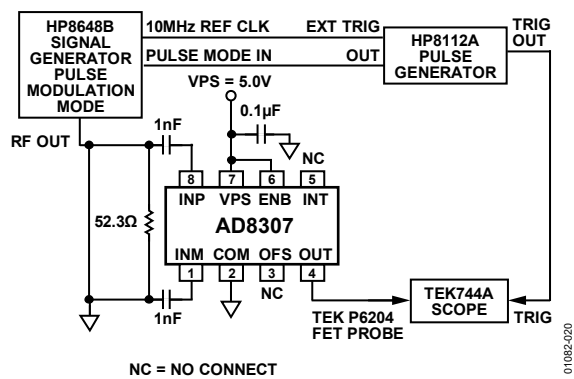 HP8648B
SIGNAL
GENERATOR
PULSE
MODULATION
MODE
10MHz REF CLK
EXT TRIG
PULSE MODE IN
OUT
HP8112A
PULSE
GENERATOR
TRIG
OUT
VPS = 5.0V
0.1µF
1nF
RF OUT
NC
8
7
6
5
INP
VPS
ENB
INT
52.3Ω
AD8307
INM
COM
OFS
OUT
1
2
3
4
NC
1nF
TEK744A
SCOPE
TEK P6204
FET PROBE
TRIG
NC = NO CONNECT
01082-020